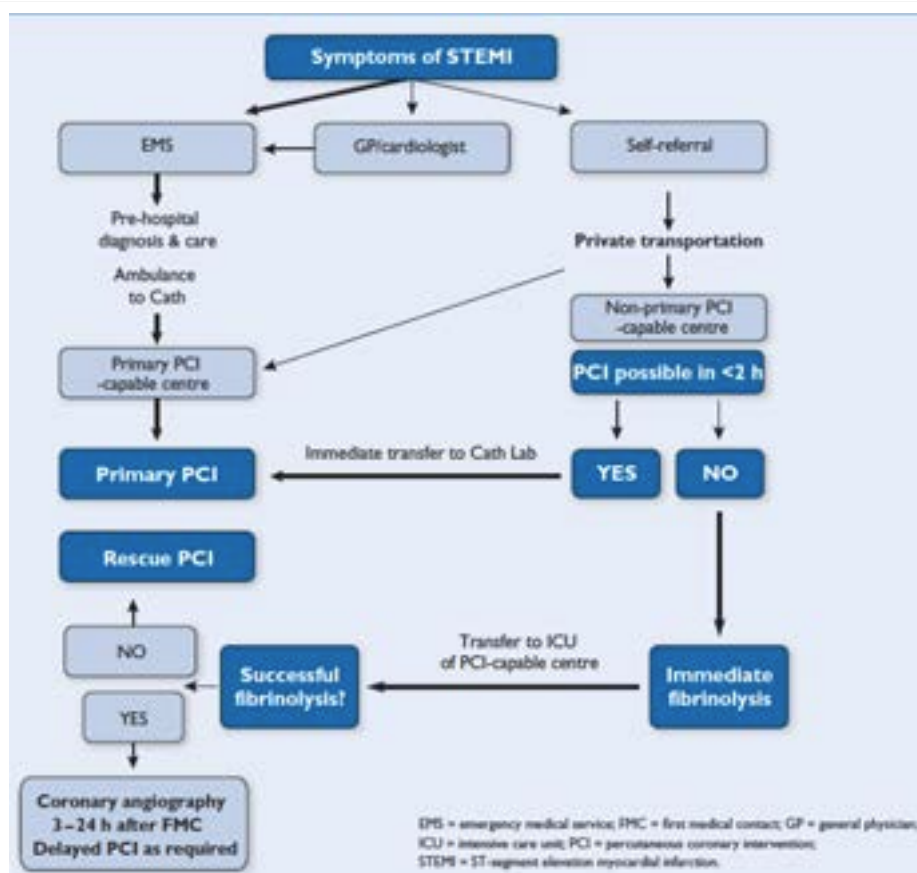 Symptoms of STEMI
EMS
GP/cardiologist
Self-referral
Pre-hospital
diagnosis & care
Private transportation
Ambulance
to Cath
Non-primary PCI
-capable centre
Primary PCI
-capable centre
PCI possible in <2 h
Immediate transfer to Cath Lab
Primary PCI
YES
NO
Rescue PCI
NO
Transfer to ICU
of PCI-capable centre
Successful
fibrinolysis?
Immediate
fibrinolysis
YES
Coronary angiography
3–24 h after FMC
Delayed PCI as required
EMS = emergency medical service; FMC = first medical contact; GP = general physician;
ICU = intensive care unit; PCI = percutaneous coronary intervention;
STEMI = ST-segment elevation myocardial infarction.